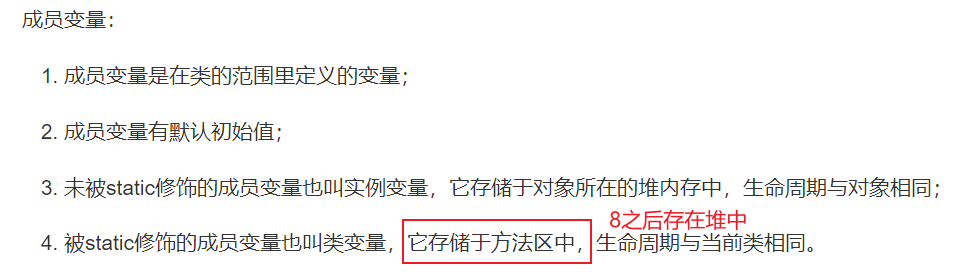 成员变量：
1. 成员变量是在类的范围里定义的变量；
2. 成员变量有默认初始值；
3. 未被static修饰的成员变量也叫实例变量，它存储于对象所在的堆内存中，生命周期与对象相同；
8之后存在堆中
4. 被static修饰的成员变量也叫类变量，它存储于方法区中，生命周期与当前类相同。